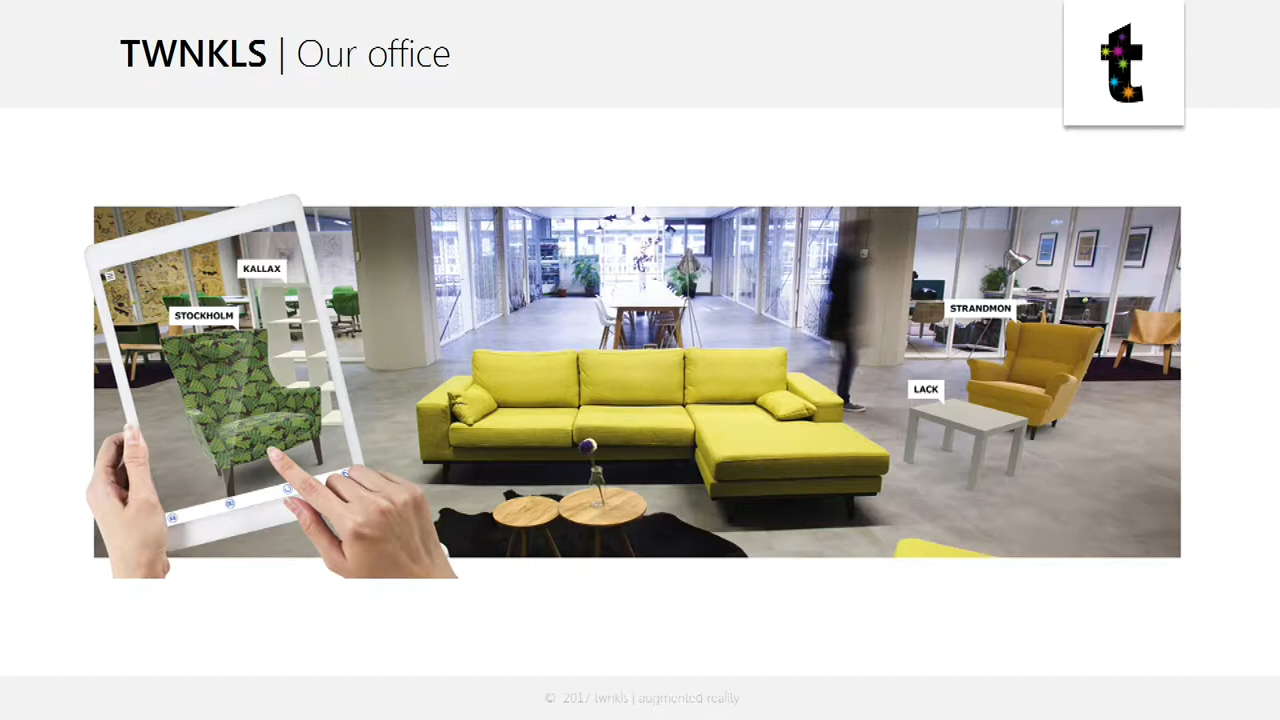 TWNKLS | Our office
t
KALLAX
STOCKHOLM
STRANDMON
LACK
© 2017 twnkls | augmented reality